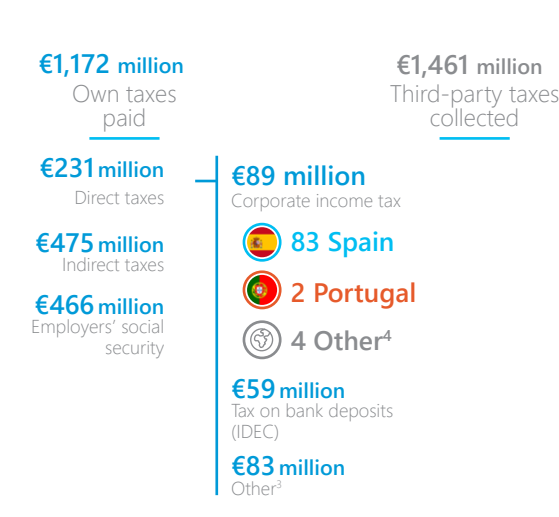 €1,172 million
Own taxes
paid
€1,461 million
Third-party taxes
collected
€231 million
Direct taxes
€475 million
Indirect taxes
€466 million
Employers’ social
security
€89 million
Corporate income tax
83 Spain
2 Portugal
4 Other⁴
€59 million
Tax on bank deposits
(IDEC)
€83 million
Other³